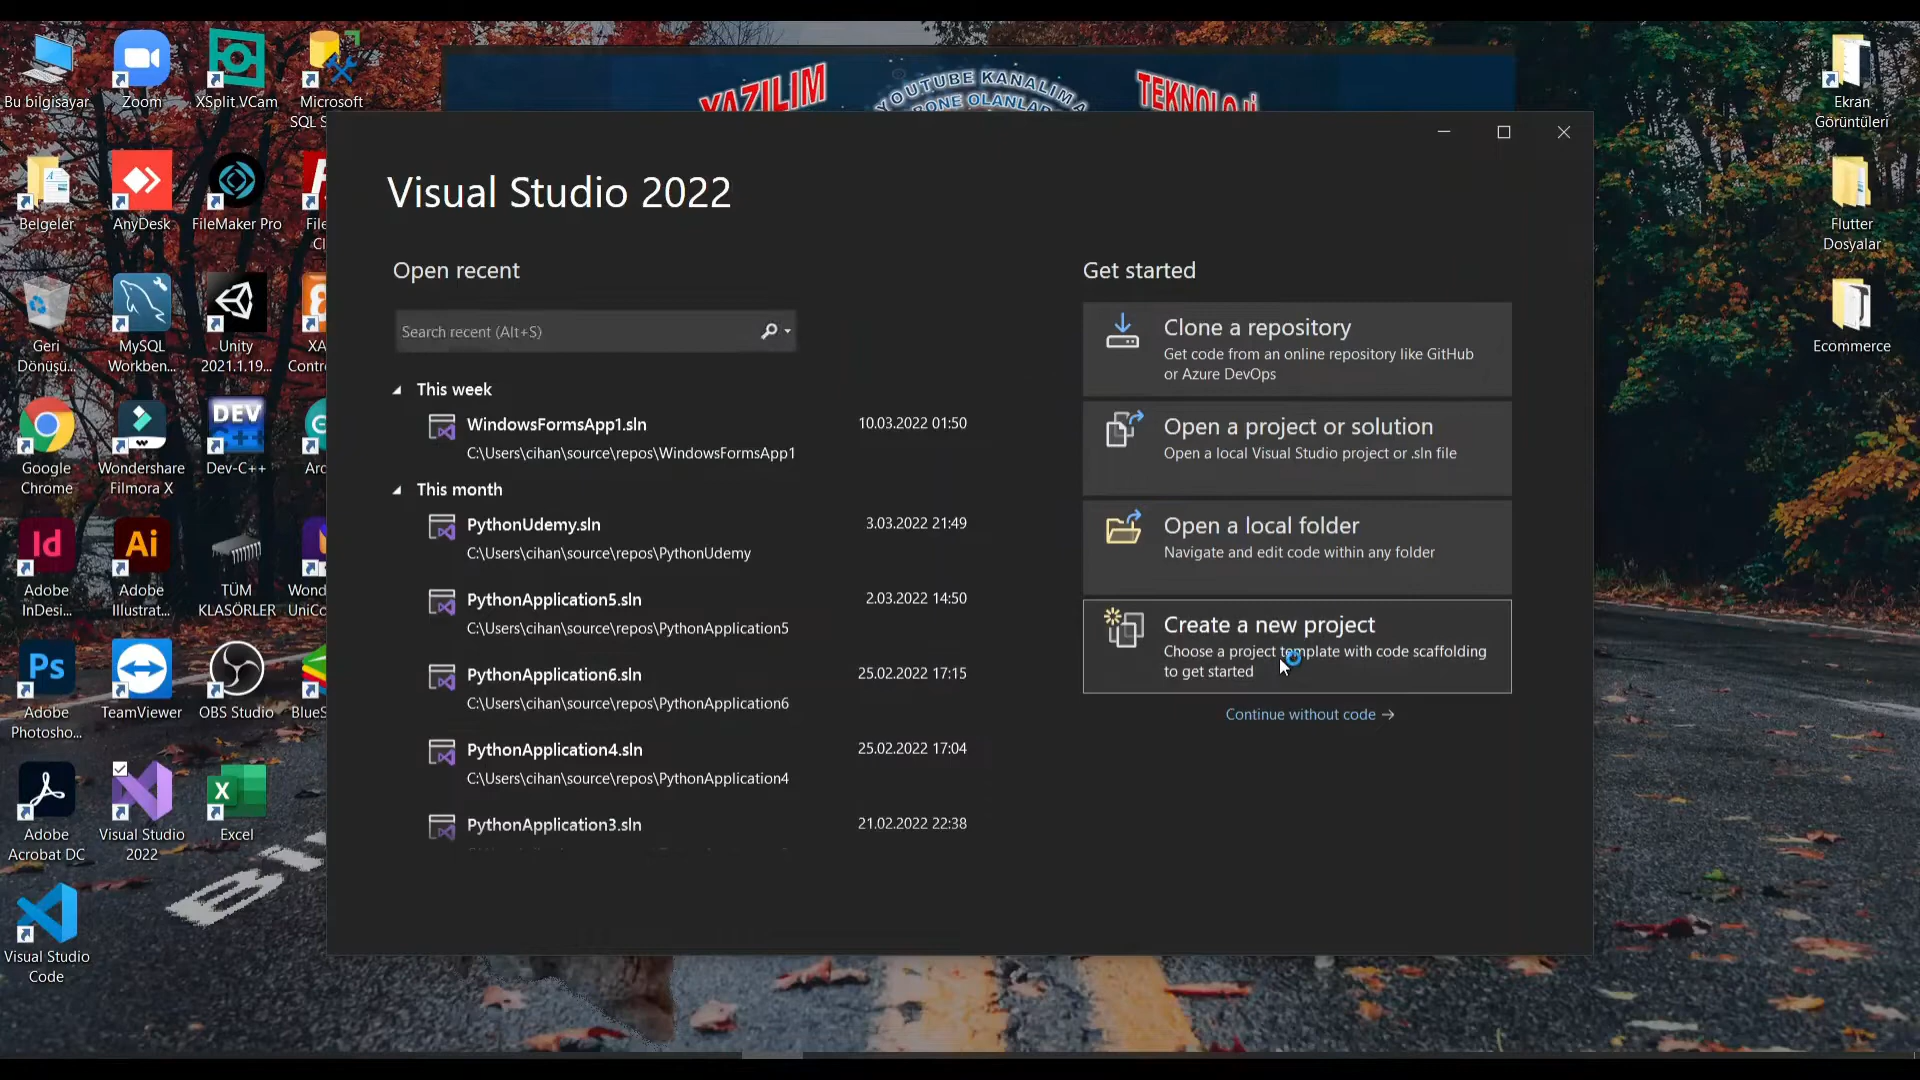 Bu bilgisayar
Zoom
XSplit VCam
Microsoft
SQL S
Belgeler
AnyDesk
FileMaker Pro
Geri
Dönüşü...
MySQL
Workben...
Unity
2021.1.19...
Google
Chrome
Wondershare
Filmora X
DEV
C++
Dev-C++
Id
Adobe
InDesi...
Ai
Adobe
Illustrat...
TÜM
KLASÖRLER
Ps
Adobe
Photosho...
TeamViewer
OBS Studio
Adobe
Acrobat DC
Visual Studio
2022
X
Excel
Visual Studio
Code
YAZILIM
YOUTUBE KANALIMA
TEKNOLOJİ
Visual Studio 2022
Open recent
Search recent (Alt+S)
This week
WindowsFormsApp1.sln
10.03.2022 01:50
C:\Users\cihan\source\repos\WindowsFormsApp1
This month
PythonUdemy.sln
3.03.2022 21:49
C:\Users\cihan\source\repos\PythonUdemy
PythonApplication5.sln
2.03.2022 14:50
C:\Users\cihan\source\repos\PythonApplication5
PythonApplication6.sln
25.02.2022 17:15
C:\Users\cihan\source\repos\PythonApplication6
PythonApplication4.sln
25.02.2022 17:04
C:\Users\cihan\source\repos\PythonApplication4
PythonApplication3.sln
21.02.2022 22:38
Get started
Clone a repository
Get code from an online repository like GitHub
or Azure DevOps
Open a project or solution
Open a local Visual Studio project or .sln file
Open a local folder
Navigate and edit code within any folder
Create a new project
Choose a project template with code scaffolding
to get started
Continue without code →
Ekran
Görüntüleri
Flutter
Dosyalar
Ecommerce